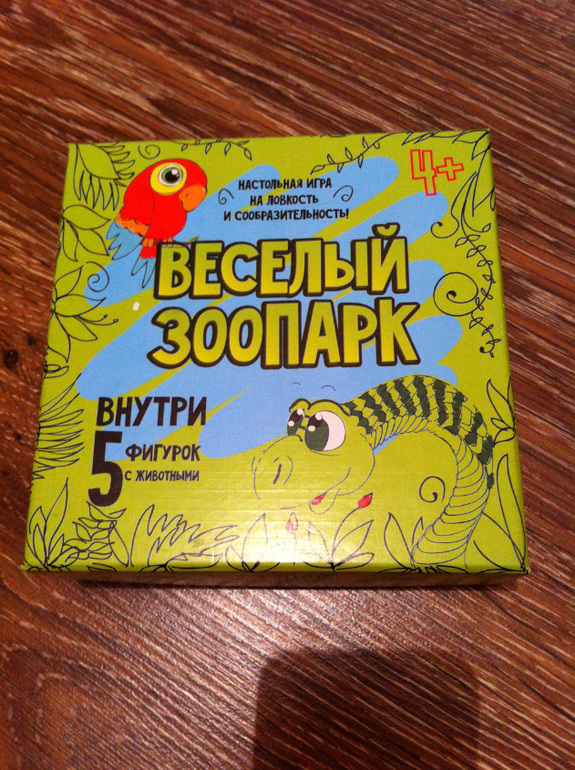 4+
НАСТОЛЬНАЯ ИГРА
НА ЛОВКОСТЬ
И СООБРАЗИТЕЛЬНОСТЬ!
ВЕСЕЛЫЙ
ЗООПАРК
ВНУТРИ
5 ФИГУРОК
С ЖИВОТНЫМИ